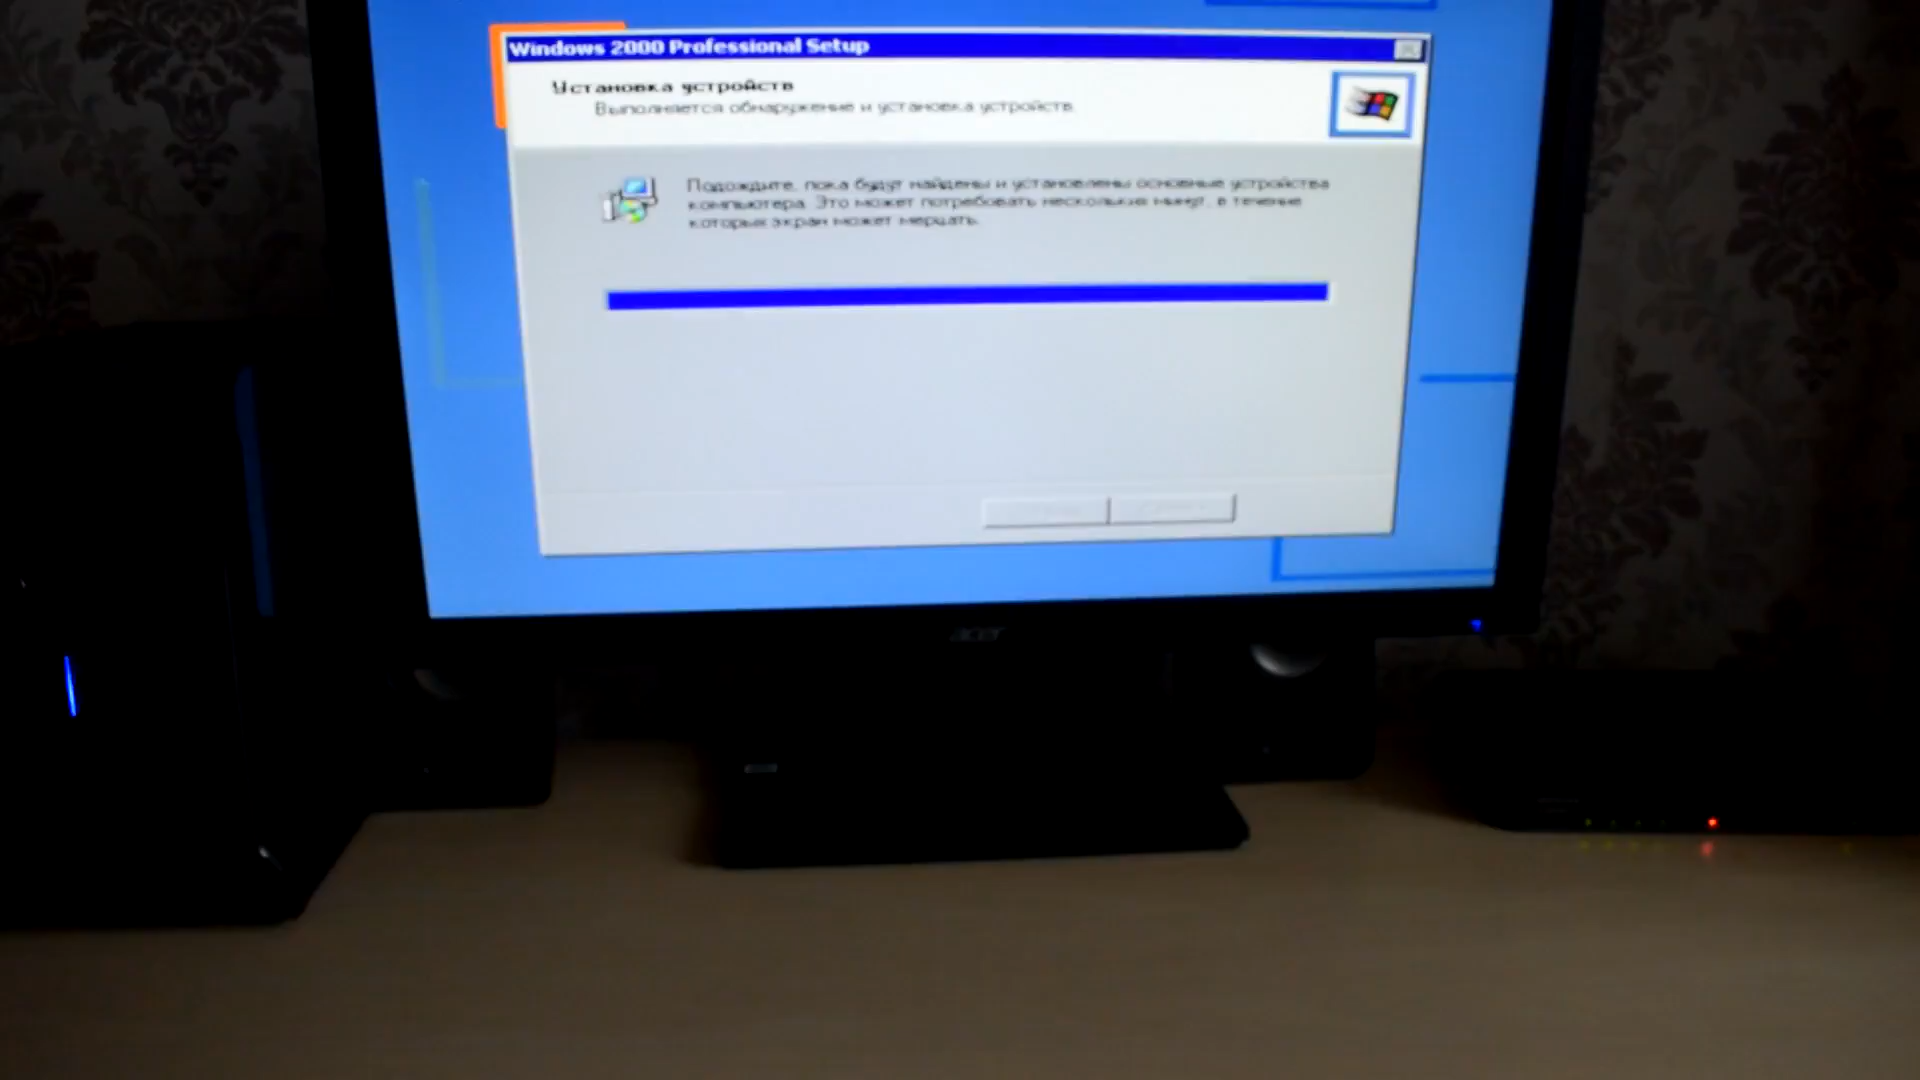 Windows 2000 Professional Setup
Установка устройств
Выполняется обнаружение и установка устройств.
Подождите, пока будут найдены и установлены основные устройства
компьютера. Это может потребовать несколько минут, в течение
которых экран может мерцать.
acer